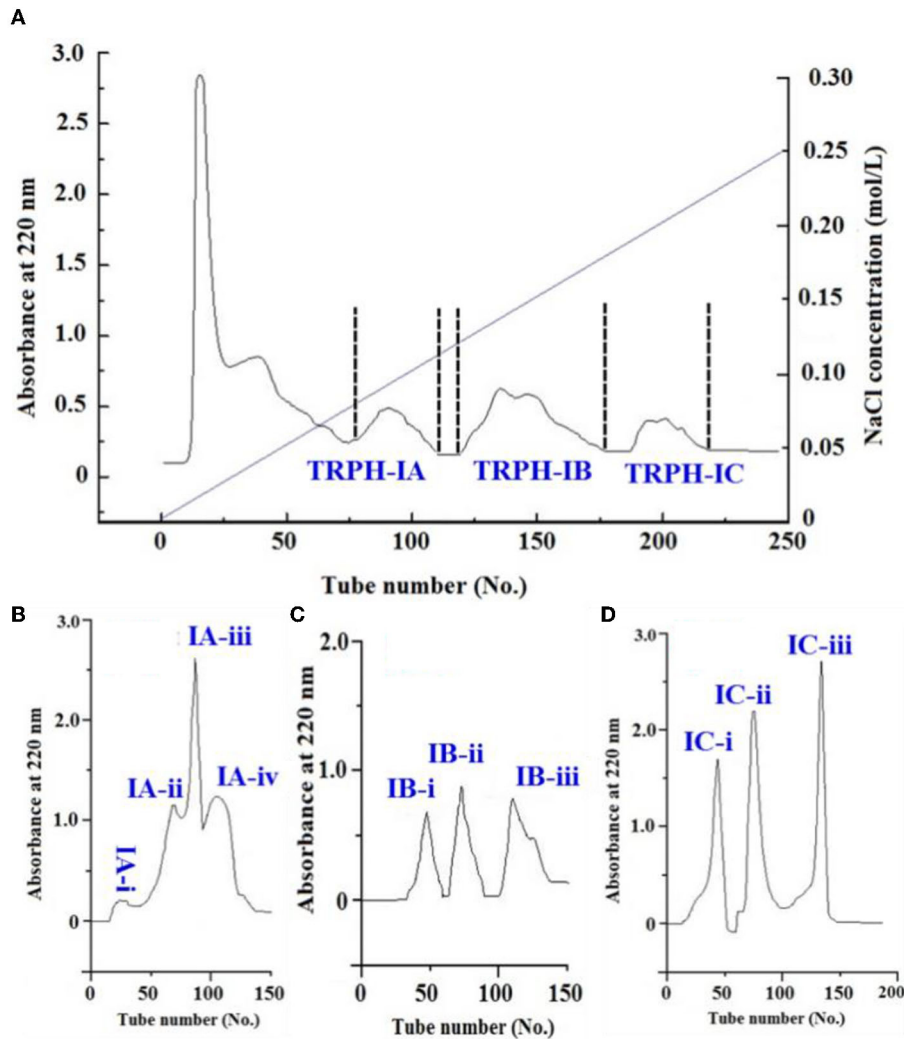 A
Absorbance at 220 nm
3.0
2.5
2.0
1.5
1.0
0.5
0
NaCl concentration (mol/L)
0.30
0.25
0.20
0.15
0.10
0.05
0
TRPH-IA
TRPH-IB
TRPH-IC
0 50 100 150 200 250
Tube number (No.)
B
Absorbance at 220 nm
3.0
2.0
1.0
0
IA-i
IA-ii
IA-iii
IA-iv
0 50 100 150
Tube number (No.)
C
Absorbance at 220 nm
2.0
1.0
0
IB-i
IB-ii
IB-iii
0 50 100 150
Tube number (No.)
D
Absorbance at 220 nm
3.0
2.0
1.0
0
IC-i
IC-ii
IC-iii
0 50 100 150 200
Tube number (No.)